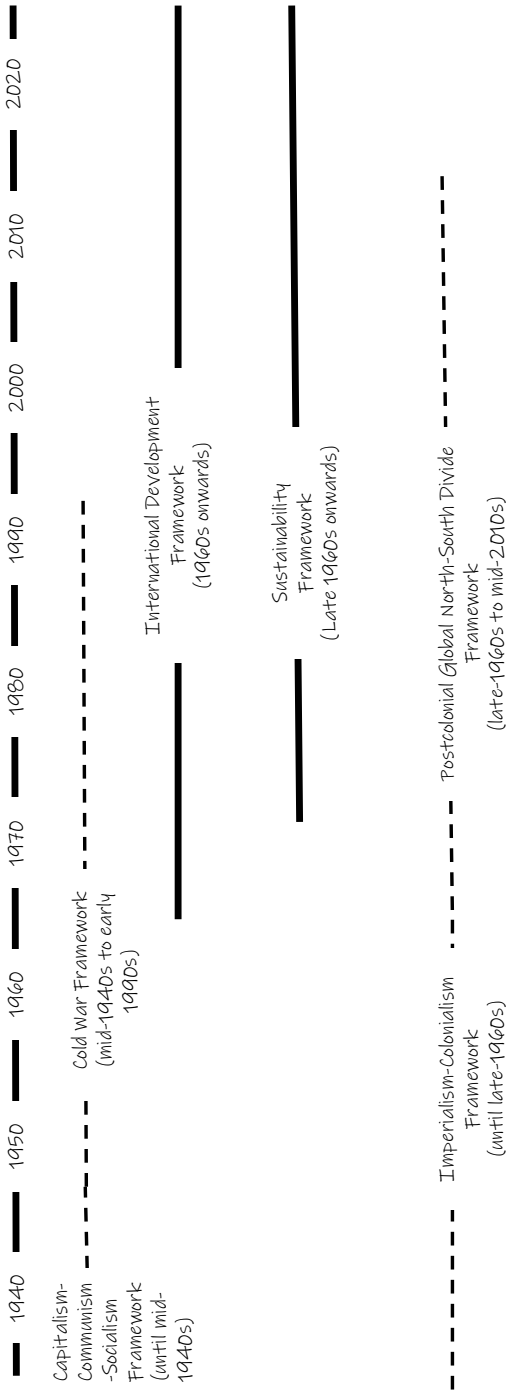 1940
1950
1960
1970
1980
1990
2000
2010
2020
Capitalism-
Communism
-Socialism
Framework
(until mid-
1940s)
Cold War Framework
(mid-1940s to early
1990s)
International Development
Framework
(1960s onwards)
Sustainability
Framework
(Late 1960s onwards)
Imperialism-Colonialism
Framework
(until late-1960s)
Postcolonial Global North-South Divide
Framework
(late-1960s to mid-2010s)